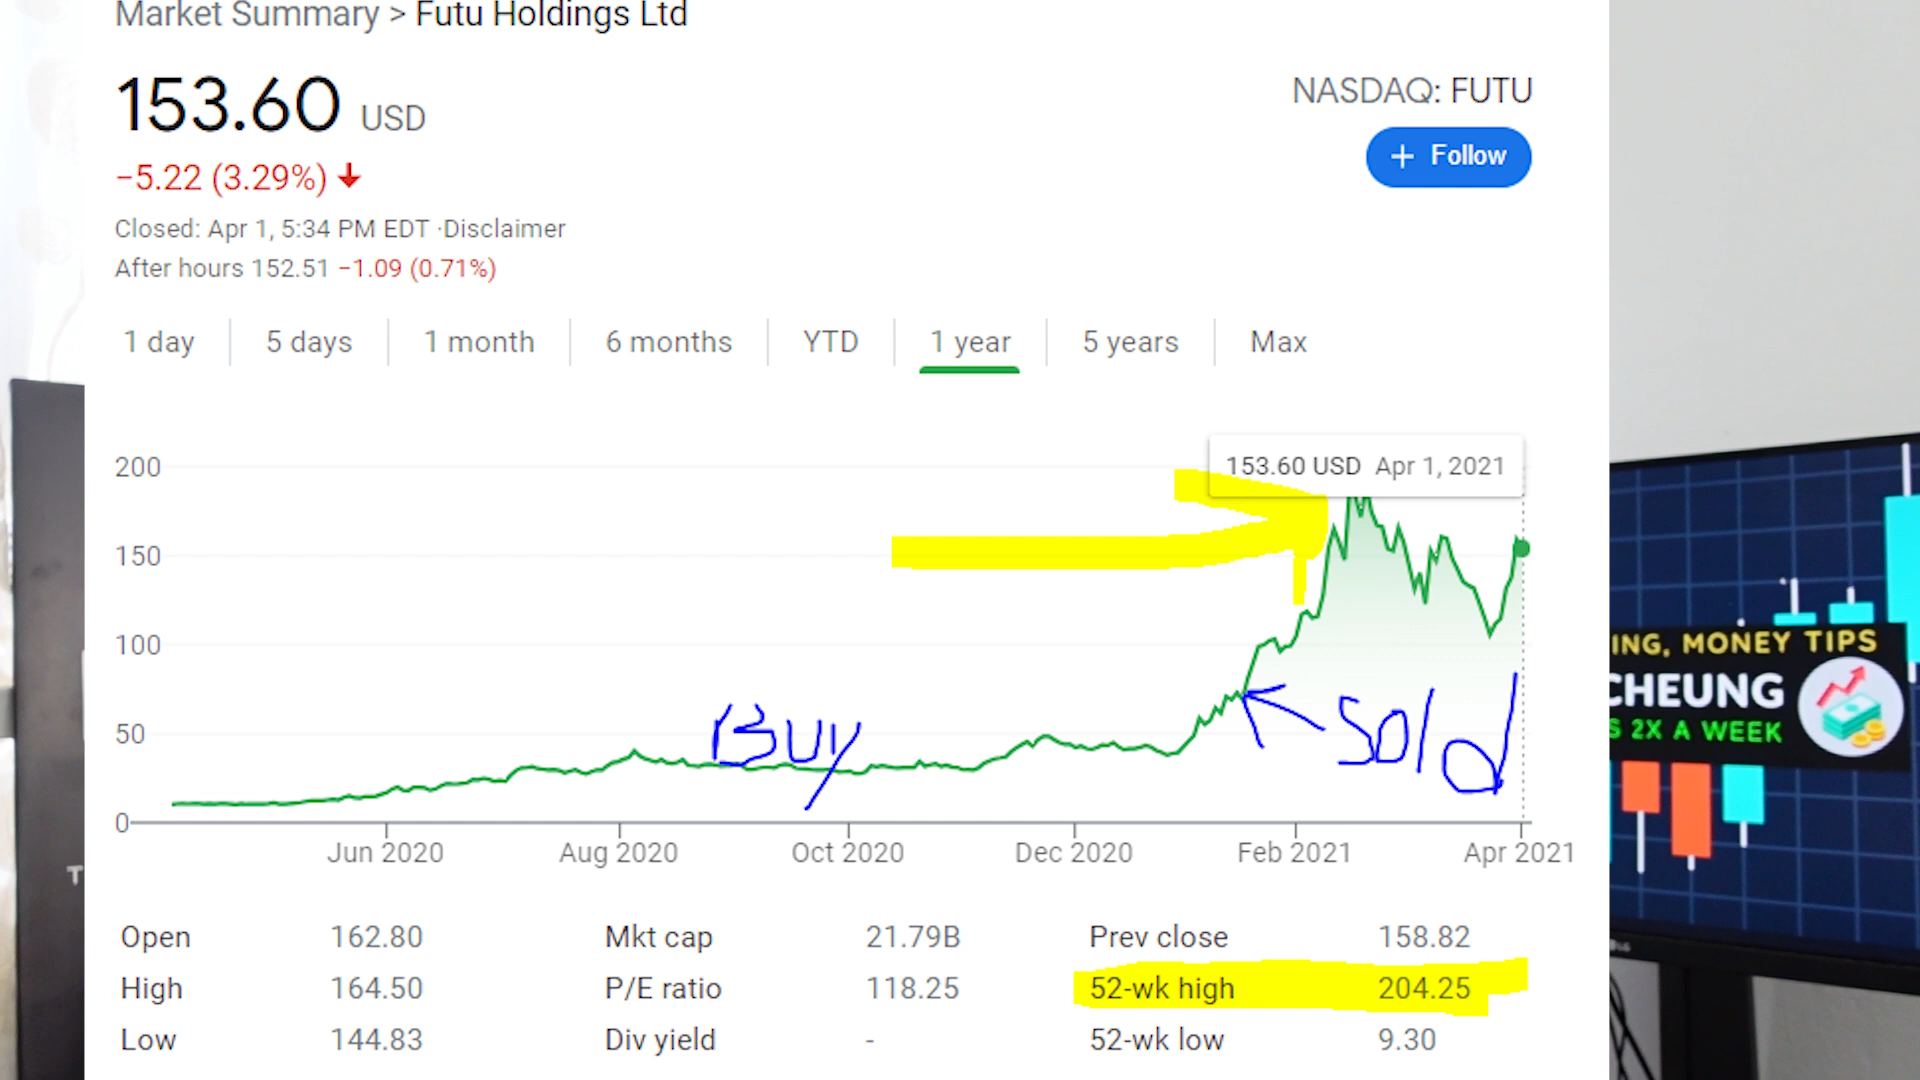 Market Summary > Futu Holdings Ltd
153.60 USD
NASDAQ: FUTU
+ Follow
−5.22 (3.29%)
Closed: Apr 1, 5:34 PM EDT ·Disclaimer
After hours 152.51 −1.09 (0.71%)
1 day 5 days 1 month 6 months YTD 1 year 5 years Max
153.60 USD Apr 1, 2021
200
150
100
50
0
Buy
Sold
Jun 2020 Aug 2020 Oct 2020 Dec 2020 Feb 2021 Apr 2021
Open 162.80 Mkt cap 21.79B Prev close 158.82
High 164.50 P/E ratio 118.25 52-wk high 204.25
Low 144.83 Div yield - 52-wk low 9.30
ING, MONEY TIPS
CHEUNG
S 2X A WEEK
T